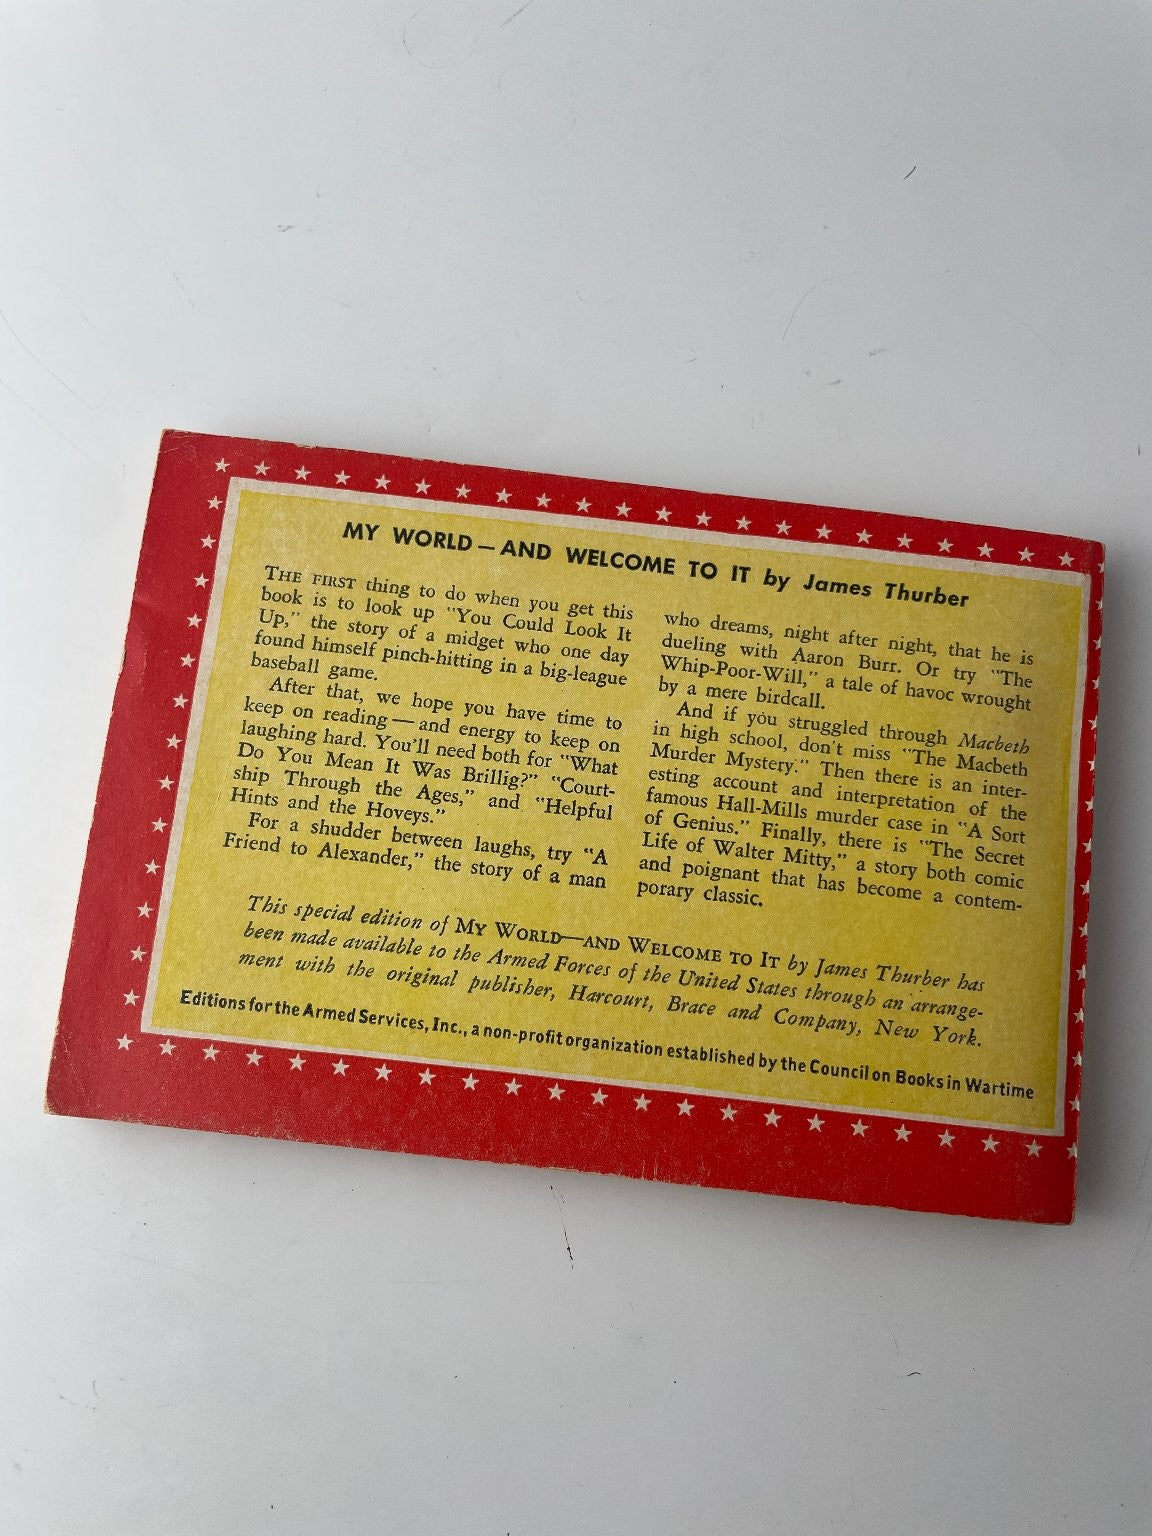 MY WORLD — AND WELCOME TO IT by James Thurber
THE FIRST thing to do when you get this
book is to look up "You Could Look It
Up," the story of a midget who one day
found himself pinch-hitting in a big-league
baseball game.
After that, we hope you have time to
keep on reading — and energy to keep on
laughing hard. You'll need both for "What
Do You Mean It Was Brillig?" "Court-
ship Through the Ages," and "Helpful
Hints and the Hoveys."
For a shudder between laughs, try "A
Friend to Alexander," the story of a man
who dreams, night after night, that he is
dueling with Aaron Burr. Or try "The
Whip-Poor-Will," a tale of havoc wrought
by a mere birdcall.
And if you struggled through Macbeth
in high school, don't miss "The Macbeth
Murder Mystery." Then there is an inter-
esting account and interpretation of the
famous Hall-Mills murder case in "A Sort
of Genius." Finally, there is "The Secret
Life of Walter Mitty," a story both comic
and poignant that has become a contem-
porary classic.
This special edition of MY WORLD—AND WELCOME TO IT by James Thurber has
been made available to the Armed Forces of the United States through an arrange-
ment with the original publisher, Harcourt, Brace and Company, New York.
Editions for the Armed Services, Inc., a non-profit organization established by the Council on Books in Wartime